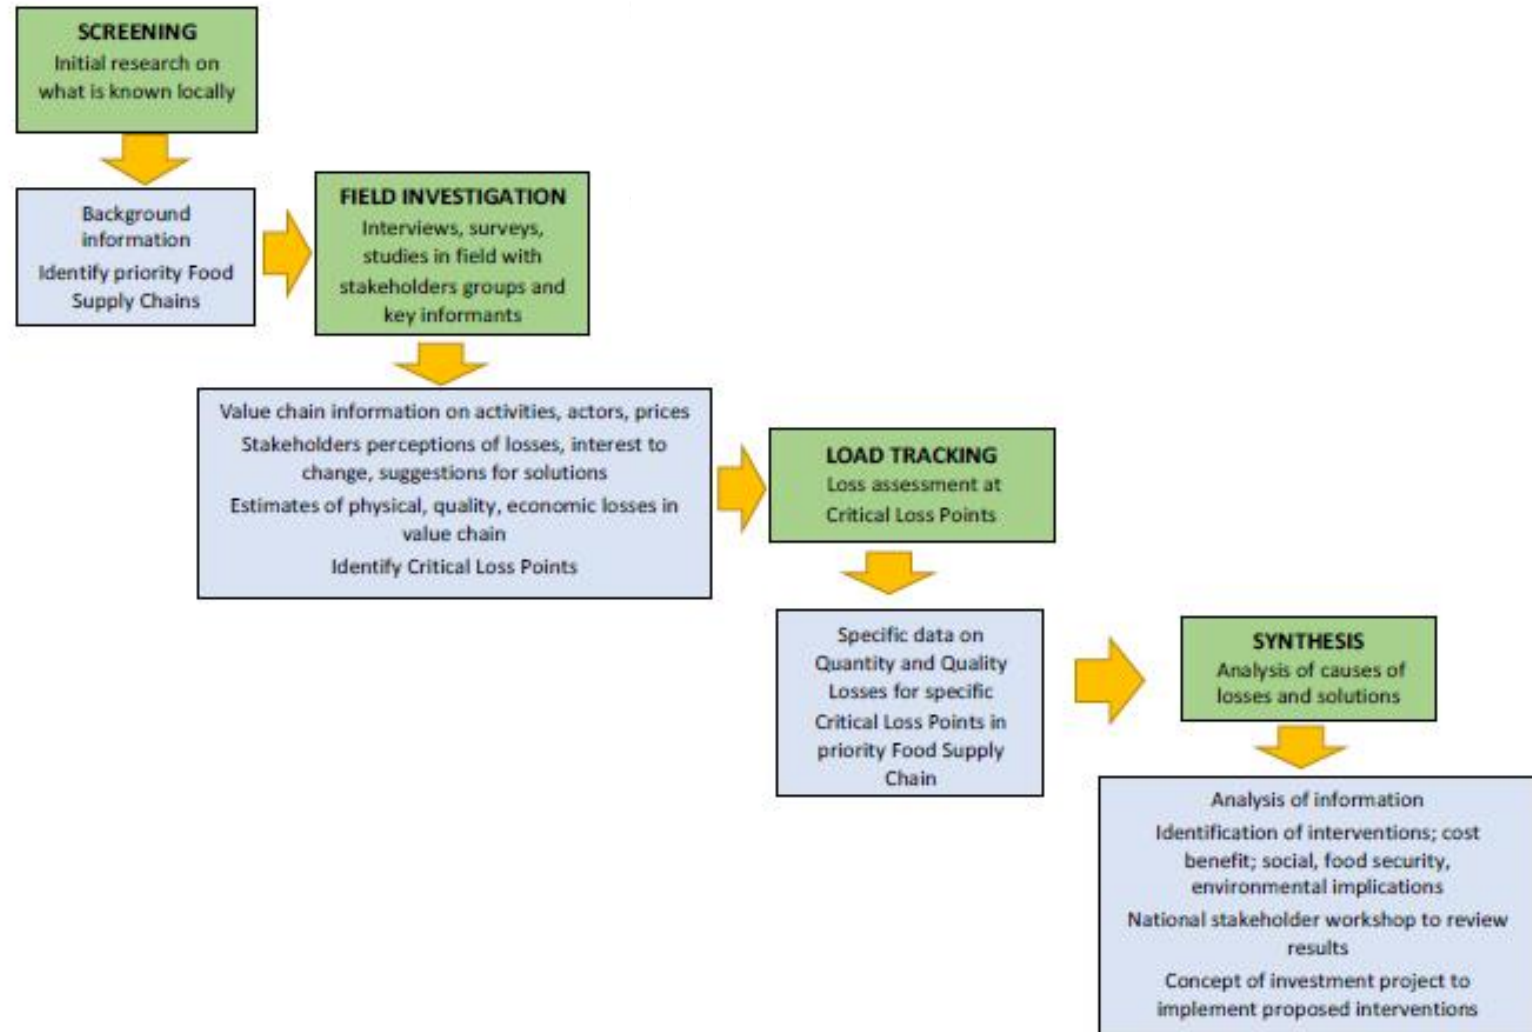 SCREENING
Initial research on
what is known locally
Background
information
Identify priority Food
Supply Chains
FIELD INVESTIGATION
Interviews, surveys,
studies in field with
stakeholders groups and
key informants
Value chain information on activities, actors, prices
Stakeholders perceptions of losses, interest to
change, suggestions for solutions
Estimates of physical, quality, economic losses in
value chain
Identify Critical Loss Points
LOAD TRACKING
Loss assessment at
Critical Loss Points
Specific data on
Quantity and Quality
Losses for specific
Critical Loss Points in
priority Food Supply
Chain
SYNTHESIS
Analysis of causes of
losses and solutions
Analysis of information
Identification of interventions; cost
benefit; social, food security,
environmental implications
National stakeholder workshop to review
results
Concept of investment project to
implement proposed interventions